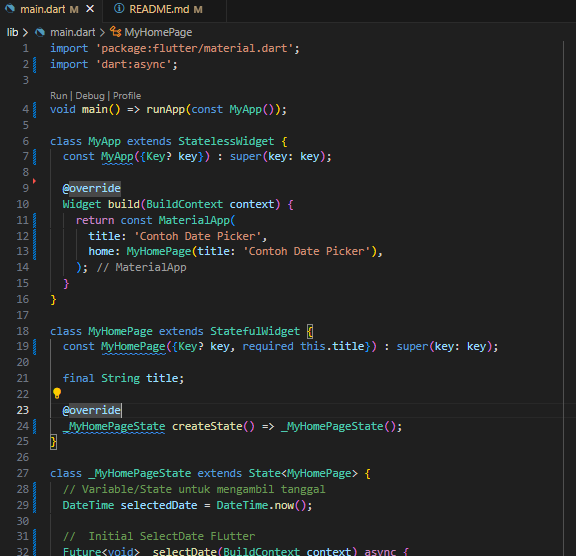 main.dart M × README.md M
lib > main.dart > MyHomePage
1 import 'package:flutter/material.dart';
2 import 'dart:async';
3
Run | Debug | Profile
4 void main() => runApp(const MyApp());
5
6 class MyApp extends StatelessWidget {
7 const MyApp({Key? key}) : super(key: key);
8
9 @override
10 Widget build(BuildContext context) {
11 return const MaterialApp(
12 title: 'Contoh Date Picker',
13 home: MyHomePage(title: 'Contoh Date Picker'),
14 ); // MaterialApp
15 }
16 }
17
18 class MyHomePage extends StatefulWidget {
19 const MyHomePage({Key? key, required this.title}) : super(key: key);
20
21 final String title;
22
23 @override
24 _MyHomePageState createState() => _MyHomePageState();
25 }
26
27 class _MyHomePageState extends State<MyHomePage> {
28 // Variable/State untuk mengambil tanggal
29 DateTime selectedDate = DateTime.now();
30
31 //  Initial SelectDate FLutter
32 Future<void> _selectDate(BuildContext context) async {